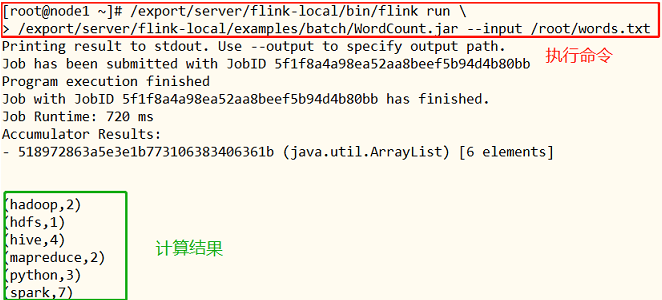 [root@node1 ~]# /export/server/flink-local/bin/flink run \
> /export/server/flink-local/examples/batch/WordCount.jar --input /root/words.txt
Printing result to stdout. Use --output to specify output path.
Job has been submitted with JobID 5f1f8a4a98ea52aa8beef5b94d4b80bb
执行命令
Program execution finished
Job with JobID 5f1f8a4a98ea52aa8beef5b94d4b80bb has finished.
Job Runtime: 720 ms
Accumulator Results:
- 518972863a5e3e1b773106383406361b (java.util.ArrayList) [6 elements]
(hadoop,2)
(hdfs,1)
(hive,4)
计算结果
(mapreduce,2)
(python,3)
(spark,7)